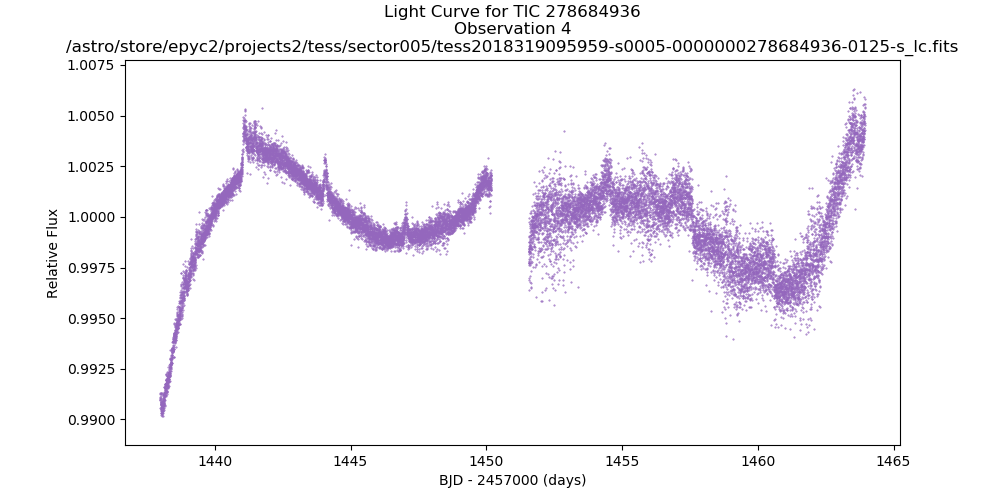 Light Curve for TIC 278684936
Observation 4
/astro/store/epyc2/projects2/tess/sector005/tess2018319095959-s0005-0000000278684936-0125-s_lc.fits
1.0075
1.0050
1.0025
1.0000
0.9975
0.9950
0.9925
0.9900
Relative Flux
1440
1445
1450
1455
1460
1465
BJD - 2457000 (days)